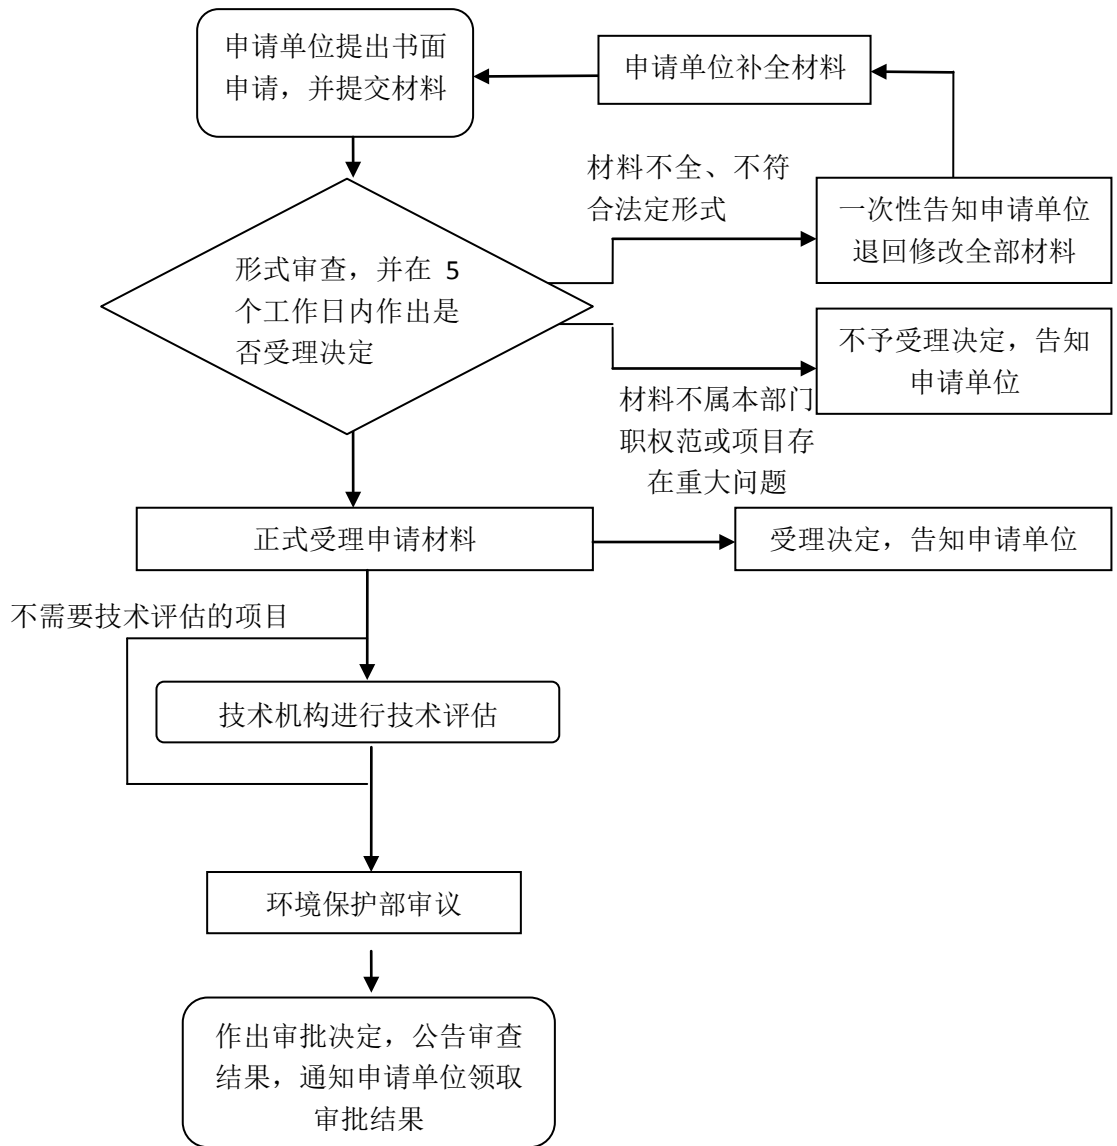 申请单位提出书面
申请，并提交材料
申请单位补全材料
材料不全、不符
合法定形式
一次性告知申请单位
退回修改全部材料
形式审查，并在 5
个工作日内作出是
否受理决定
不予受理决定，告知
申请单位
材料不属本部门
职权范或项目存
在重大问题
正式受理申请材料
受理决定，告知申请单位
不需要技术评估的项目
技术机构进行技术评估
环境保护部审议
作出审批决定，公告审查
结果，通知申请单位领取
审批结果